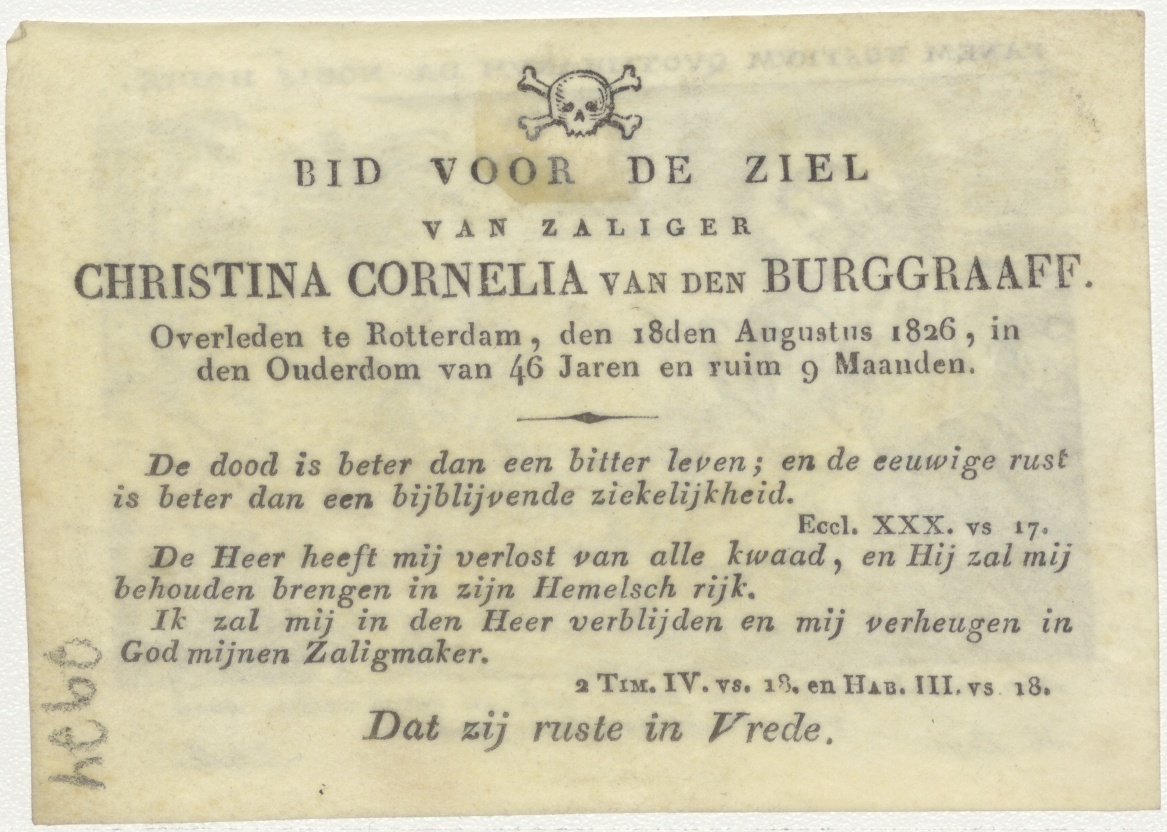 BID VOOR DE ZIEL
VAN ZALIGER
CHRISTINA CORNELIA VAN DEN BURGGRAAFF.
Overleden te Rotterdam, den 18den Augustus 1826, in
den Ouderdom van 46 Jaren en ruim 9 Maanden.
De dood is beter dan een bitter leven; en de eeuwige rust
is beter dan een bijblijvende ziekelijkheid.
Eccl. XXX. vs 17.
De Heer heeft mij verlost van alle kwaad, en Hij zal mij
behouden brengen in zijn Hemelsch rijk.
Ik zal mij in den Heer verblijden en mij verheugen in
God mijnen Zaligmaker.
2 TIM. IV. vs. 18. en HAB. III. vs 18.
Dat zij ruste in Vrede.